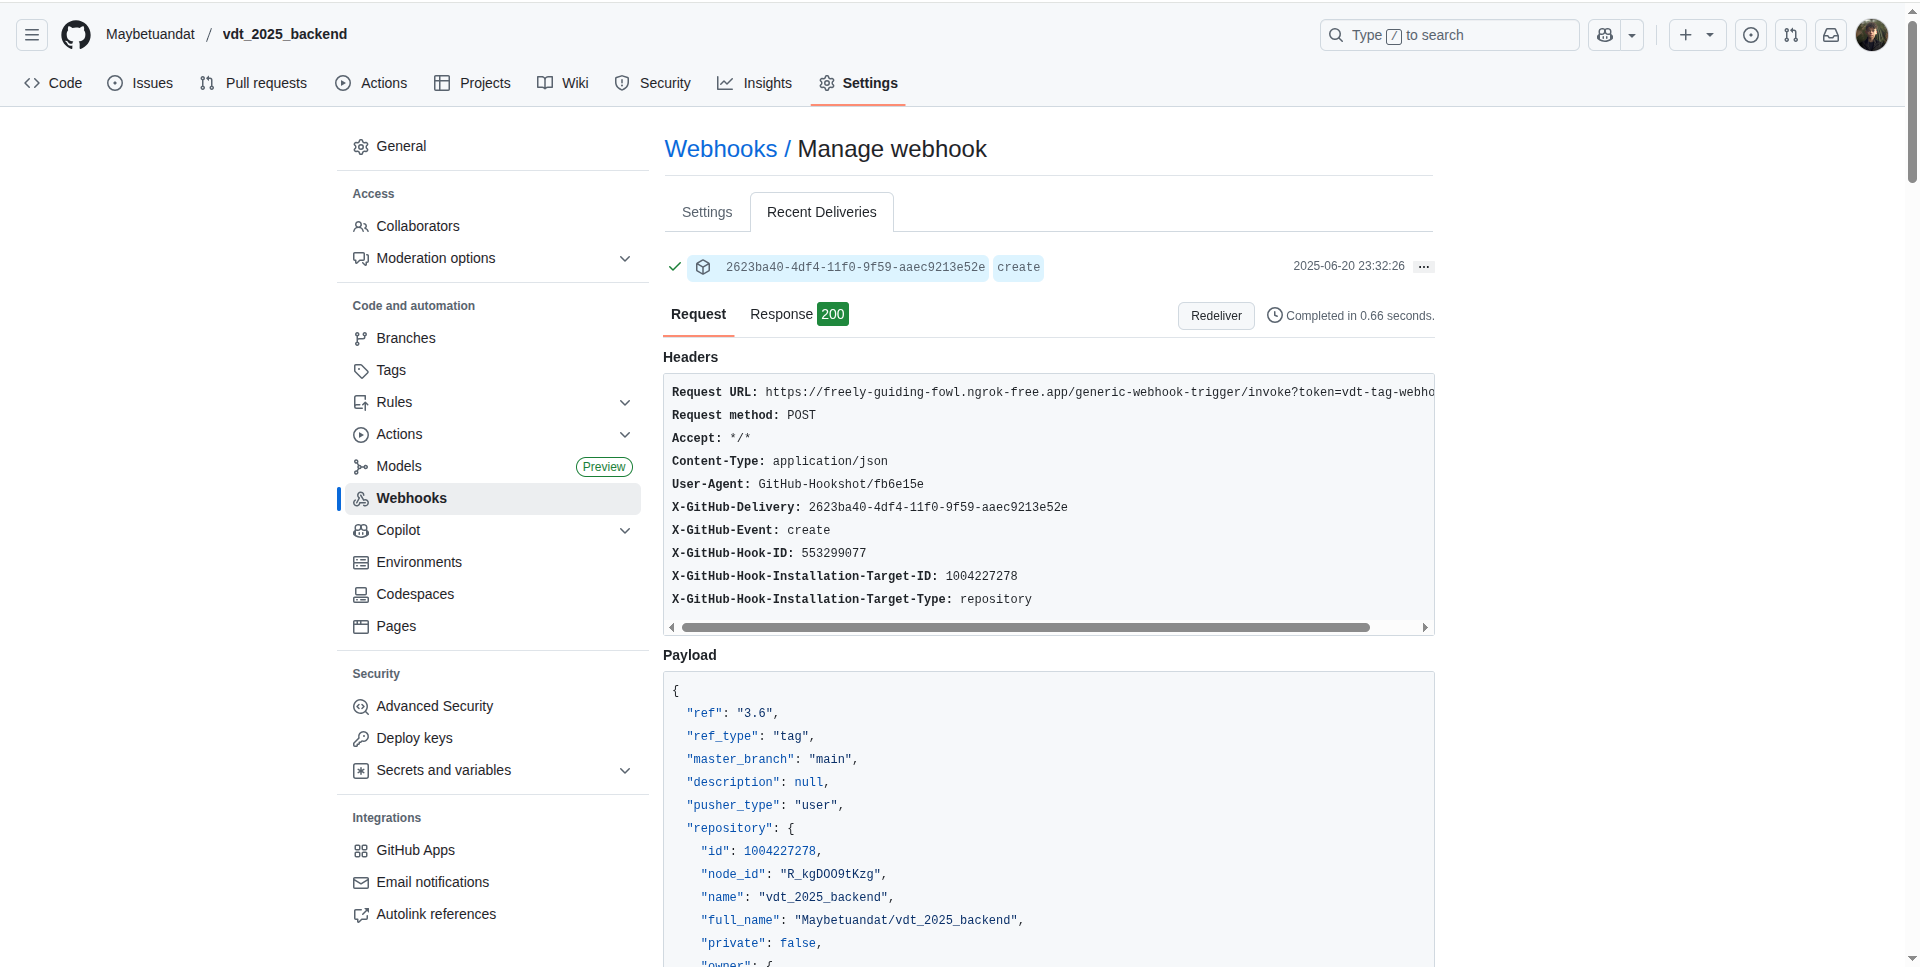 Maybetuandat / vdt_2025_backend
Type / to search
Code Issues Pull requests Actions Projects Wiki Security Insights Settings
General
Access
Collaborators
Moderation options
Code and automation
Branches
Tags
Rules
Actions
Models Preview
Webhooks
Copilot
Environments
Codespaces
Pages
Security
Advanced Security
Deploy keys
Secrets and variables
Integrations
GitHub Apps
Email notifications
Autolink references
Webhooks / Manage webhook
Settings Recent Deliveries
2623ba40-4df4-11f0-9f59-aaec9213e52e create 2025-06-20 23:32:26 ...
Request Response 200 Redeliver Completed in 0.66 seconds.
Headers
Request URL: https://freely-guiding-fowl.ngrok-free.app/generic-webhook-trigger/invoke?token=vdt-tag-webho
Request method: POST
Accept: */*
Content-Type: application/json
User-Agent: GitHub-Hookshot/fb6e15e
X-GitHub-Delivery: 2623ba40-4df4-11f0-9f59-aaec9213e52e
X-GitHub-Event: create
X-GitHub-Hook-ID: 553299077
X-GitHub-Hook-Installation-Target-ID: 1004227278
X-GitHub-Hook-Installation-Target-Type: repository
Payload
{
"ref": "3.6",
"ref_type": "tag",
"master_branch": "main",
"description": null,
"pusher_type": "user",
"repository": {
"id": 1004227278,
"node_id": "R_kgDOO9tKzg",
"name": "vdt_2025_backend",
"full_name": "Maybetuandat/vdt_2025_backend",
"private": false,
"owner": {